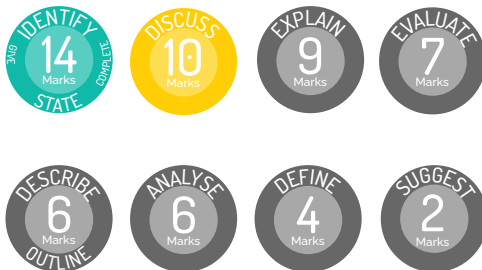 IDENTIFY
GIVE
14
Marks
COMPLETE
STATE
DISCUSS
10
Marks
EXPLAIN
9
Marks
EVALUATE
7
Marks
DESCRIBE
6
Marks
OUTLINE
ANALYSE
6
Marks
DEFINE
4
Marks
SUGGEST
2
Marks